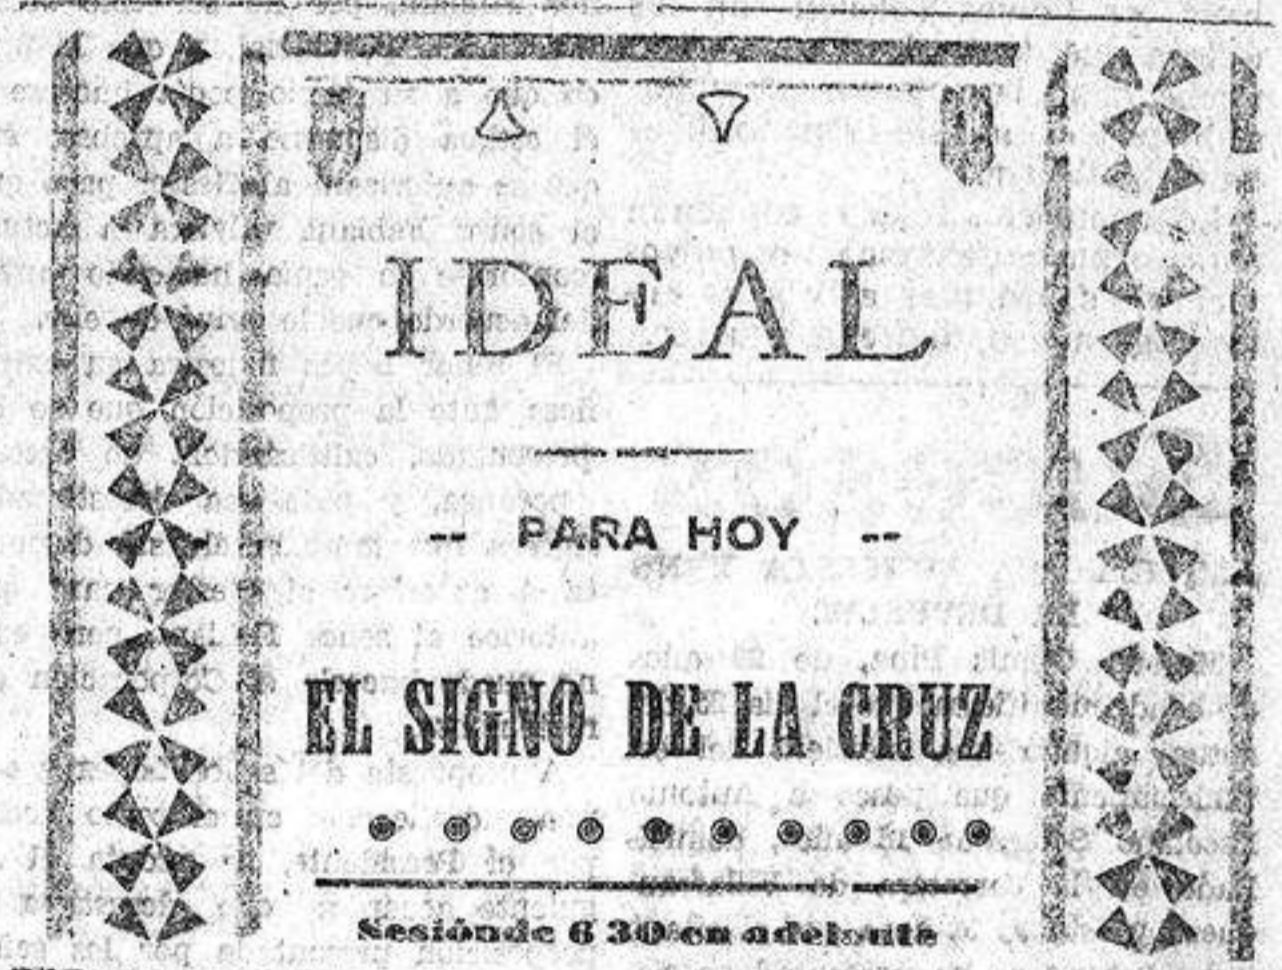 IDEAL
-- PARA HOY --
EL SIGNO DE LA CRUZ
Sesión de 6 30 en adelante